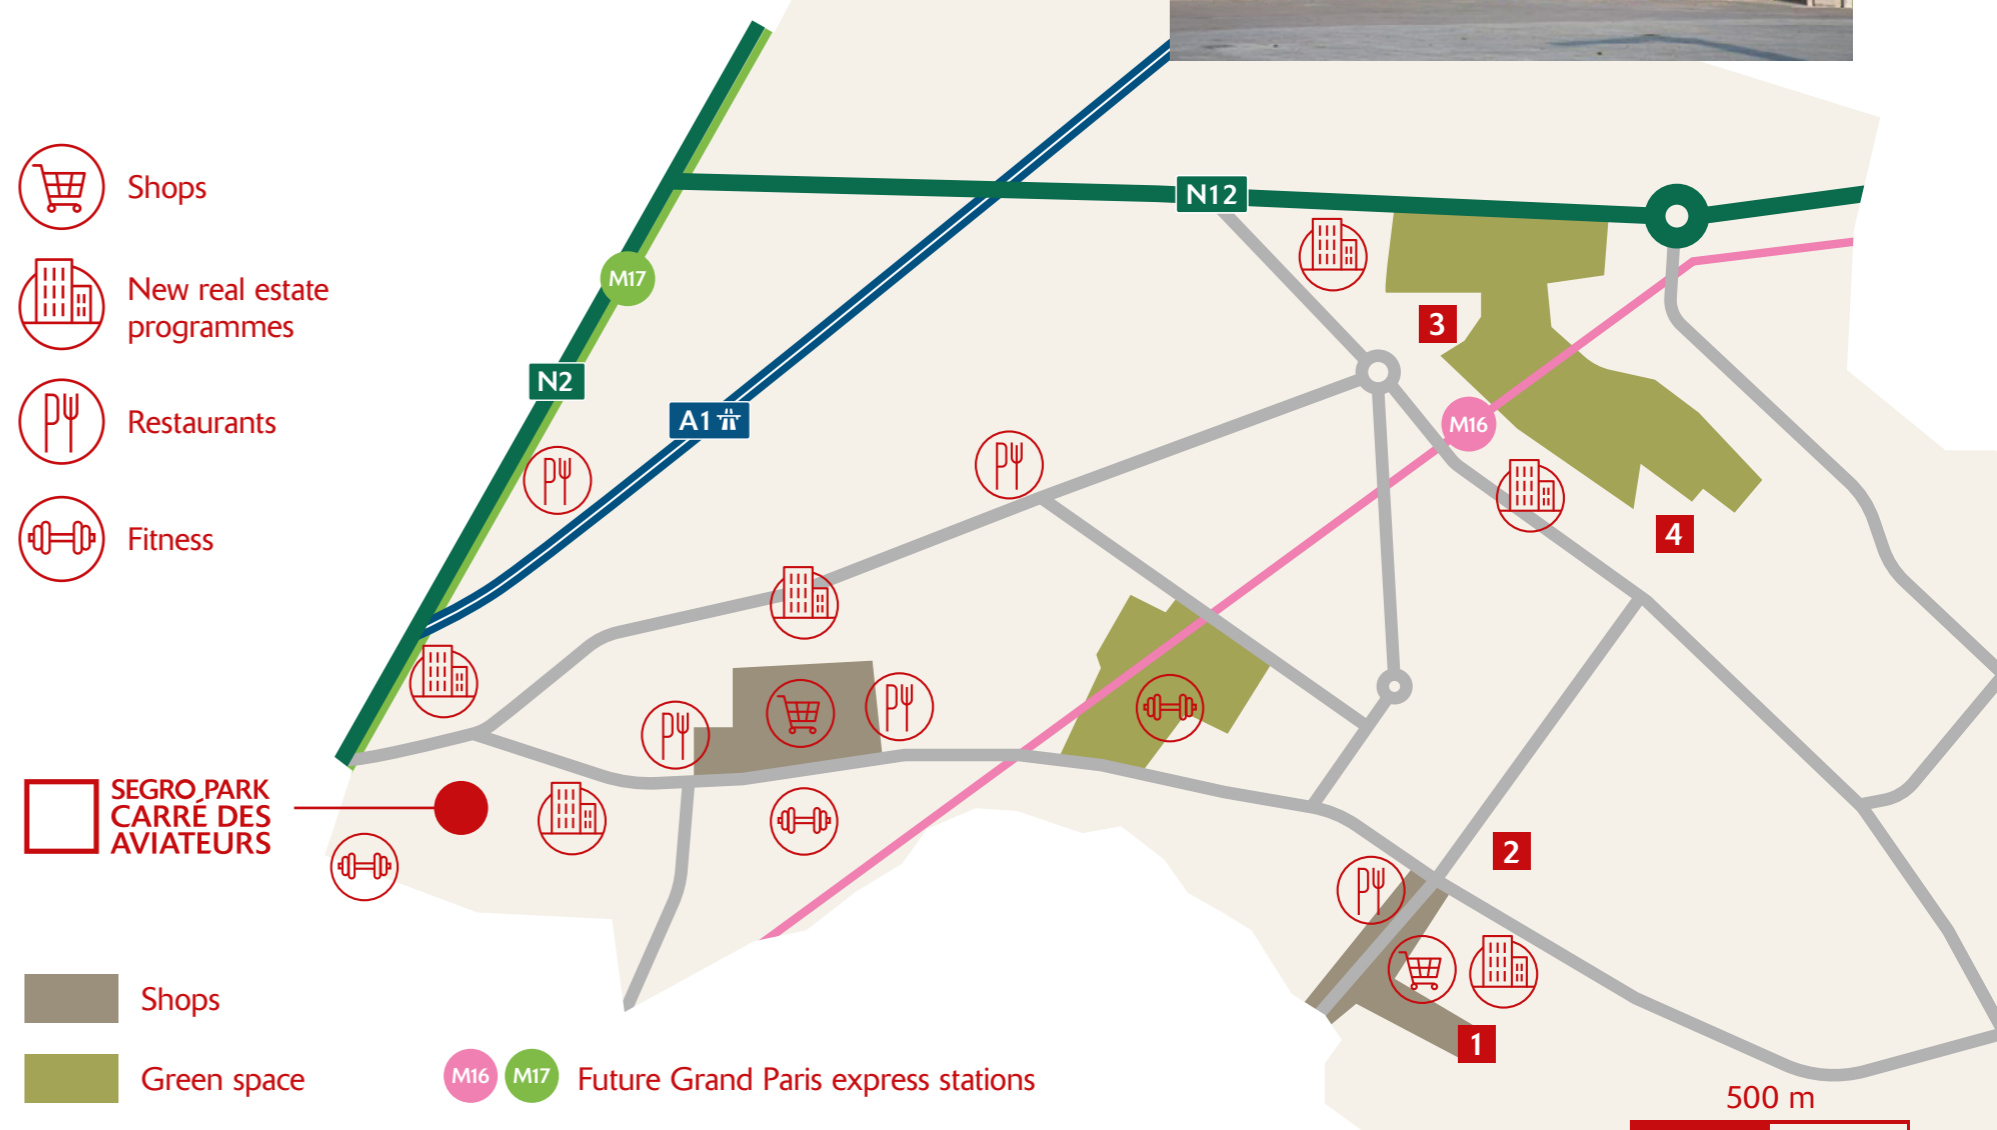 Shops
New real estate
programmes
Restaurants
Fitness
SEGRO PARK
CARRÉ DES
AVIATEURS
Shops
Green space
M16 M17 Future Grand Paris express stations
N12
M17
N2
A1
3
M16
4
2
1
500 m